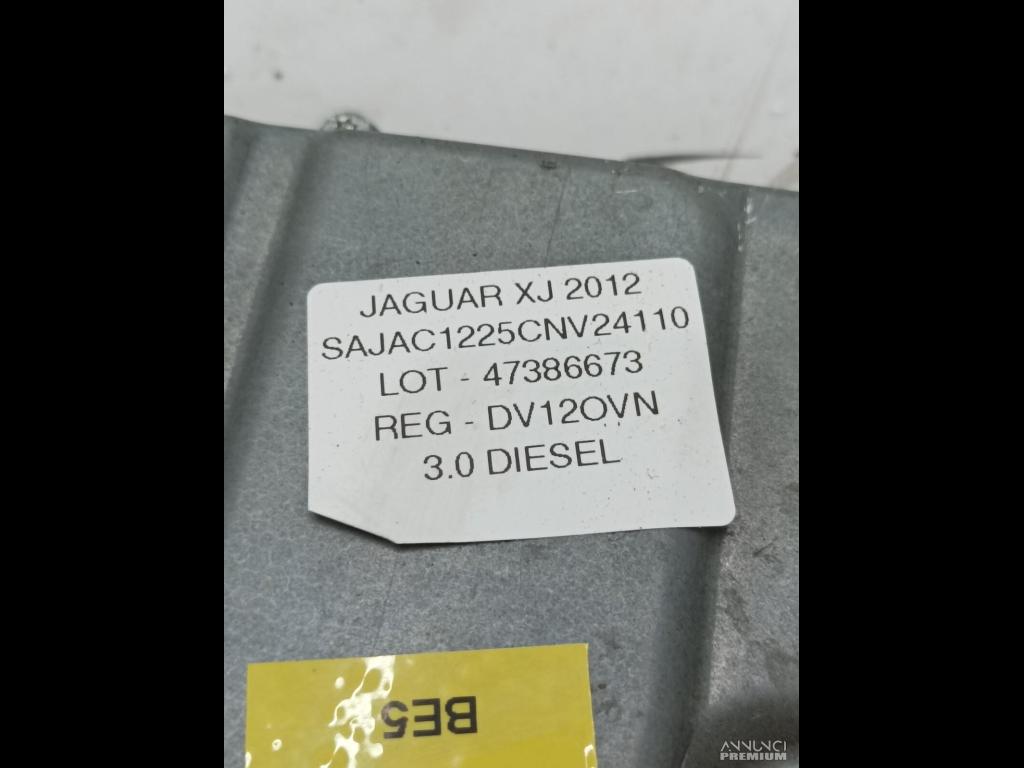 JAGUAR XJ 2012
SAJAC1225CNV24110
LOT - 47386673
REG - DV12OVN
3.0 DIESEL
BE5
ANNUNCI
PREMIUM